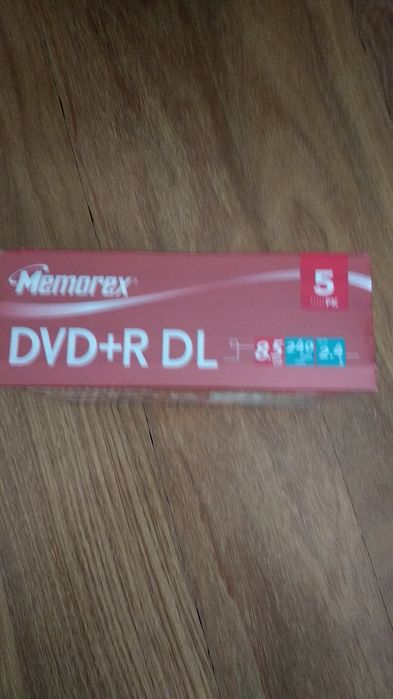 Memorex
5
PK
DVD+R DL
8.5 240 2.4